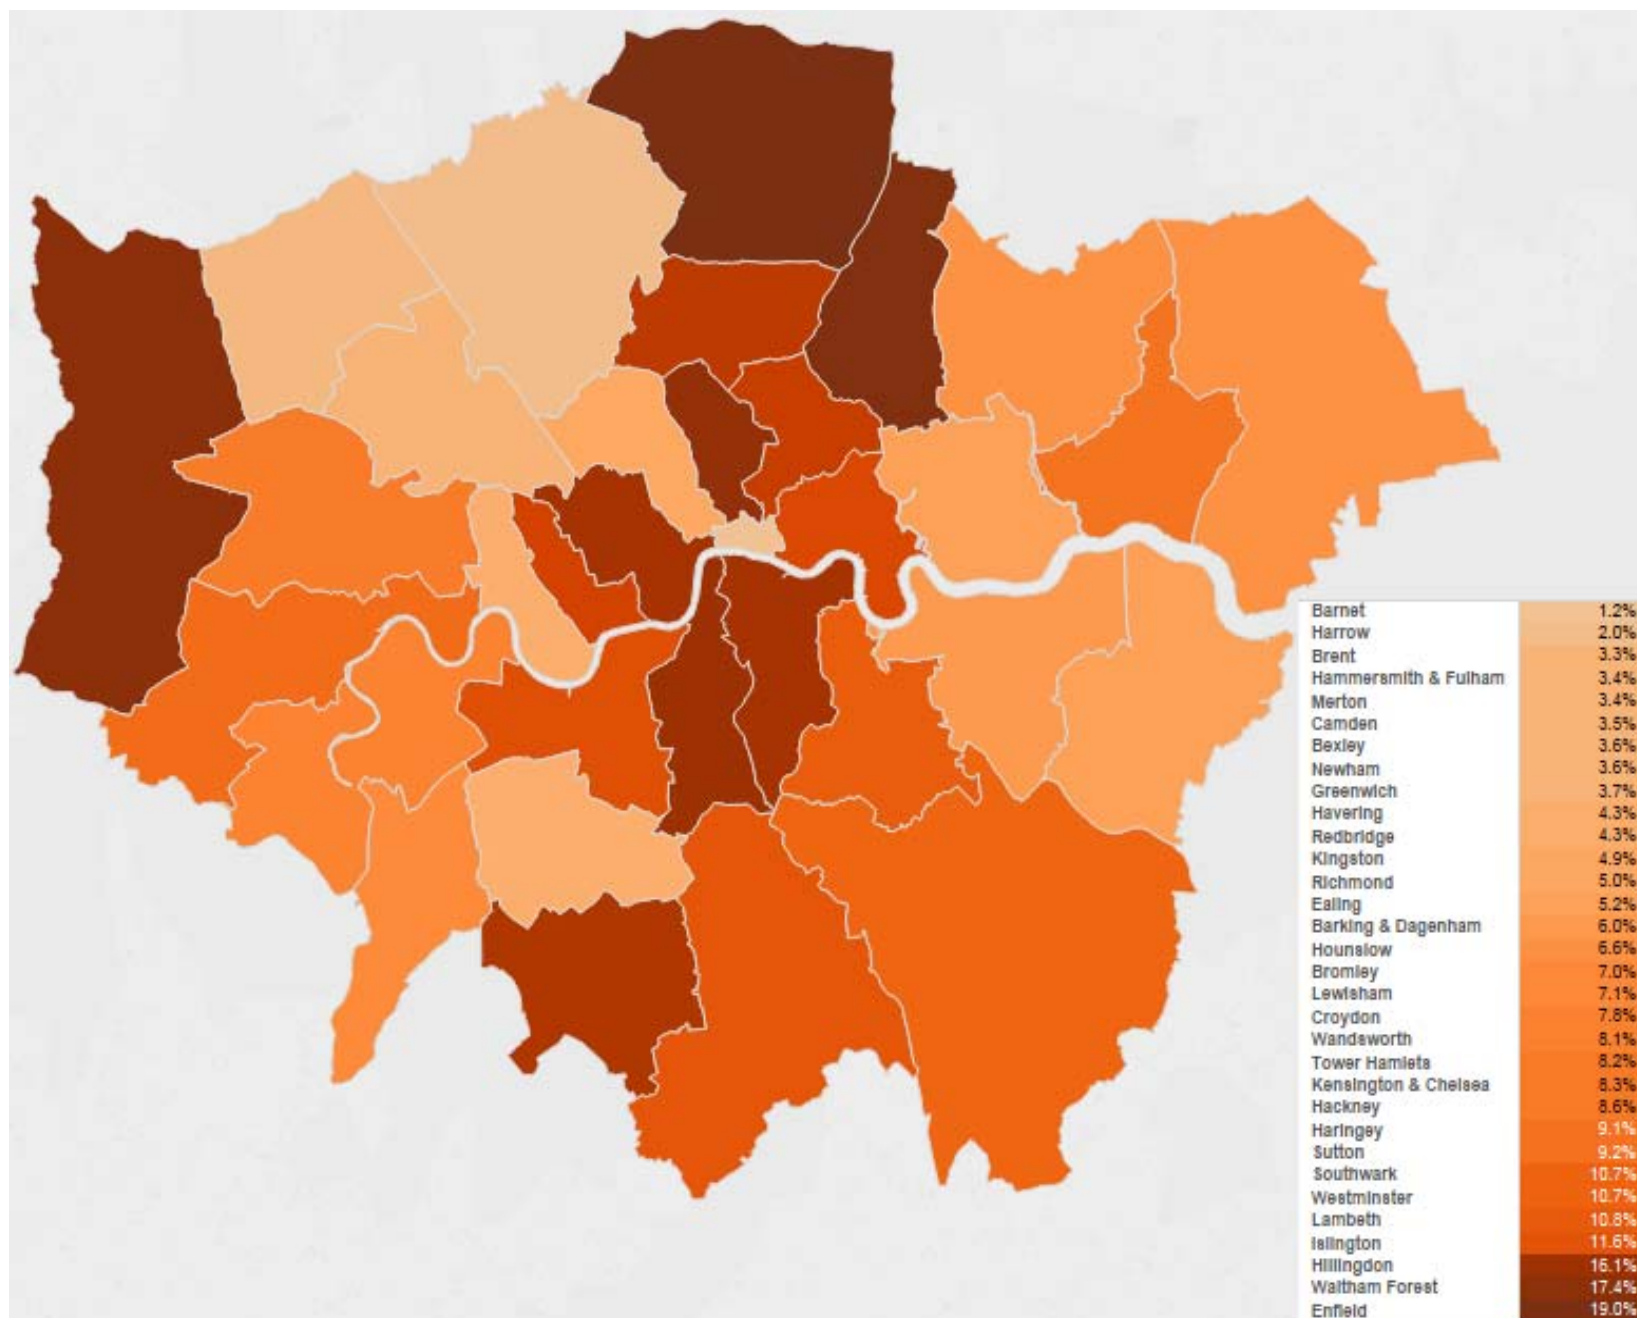 Barnet 1.2%
Harrow 2.0%
Brent 3.3%
Hammersmith & Fulham 3.4%
Merton 3.4%
Camden 3.5%
Bexley 3.6%
Newham 3.6%
Greenwich 3.7%
Havering 4.3%
Redbridge 4.3%
Kingston 4.9%
Richmond 5.0%
Ealing 5.2%
Barking & Dagenham 6.0%
Hounslow 6.6%
Bromley 7.0%
Lewisham 7.1%
Croydon 7.8%
Wandsworth 8.1%
Tower Hamlets 8.2%
Kensington & Chelsea 8.3%
Hackney 8.6%
Haringey 9.1%
Sutton 9.2%
Southwark 10.7%
Westminster 10.7%
Lambeth 10.8%
Islington 11.6%
Hillingdon 16.1%
Waltham Forest 17.4%
Enfield 19.0%